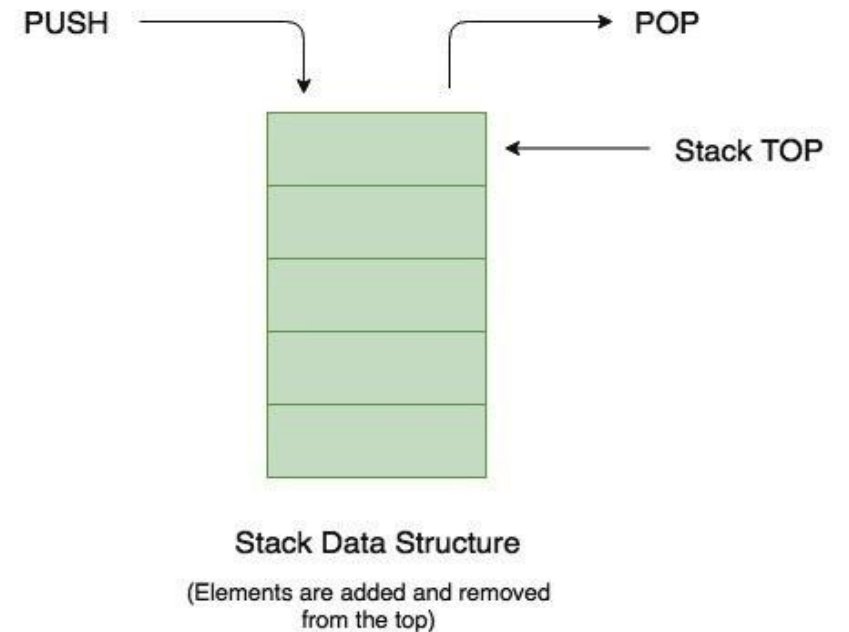 PUSH
POP
Stack TOP
Stack Data Structure
(Elements are added and removed
from the top)